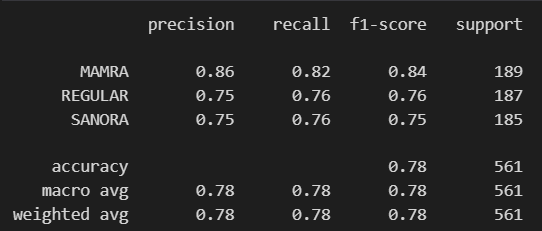 precision recall f1-score support
MAMRA 0.86 0.82 0.84 189
REGULAR 0.75 0.76 0.76 187
SANORA 0.75 0.76 0.75 185
accuracy 0.78 561
macro avg 0.78 0.78 0.78 561
weighted avg 0.78 0.78 0.78 561